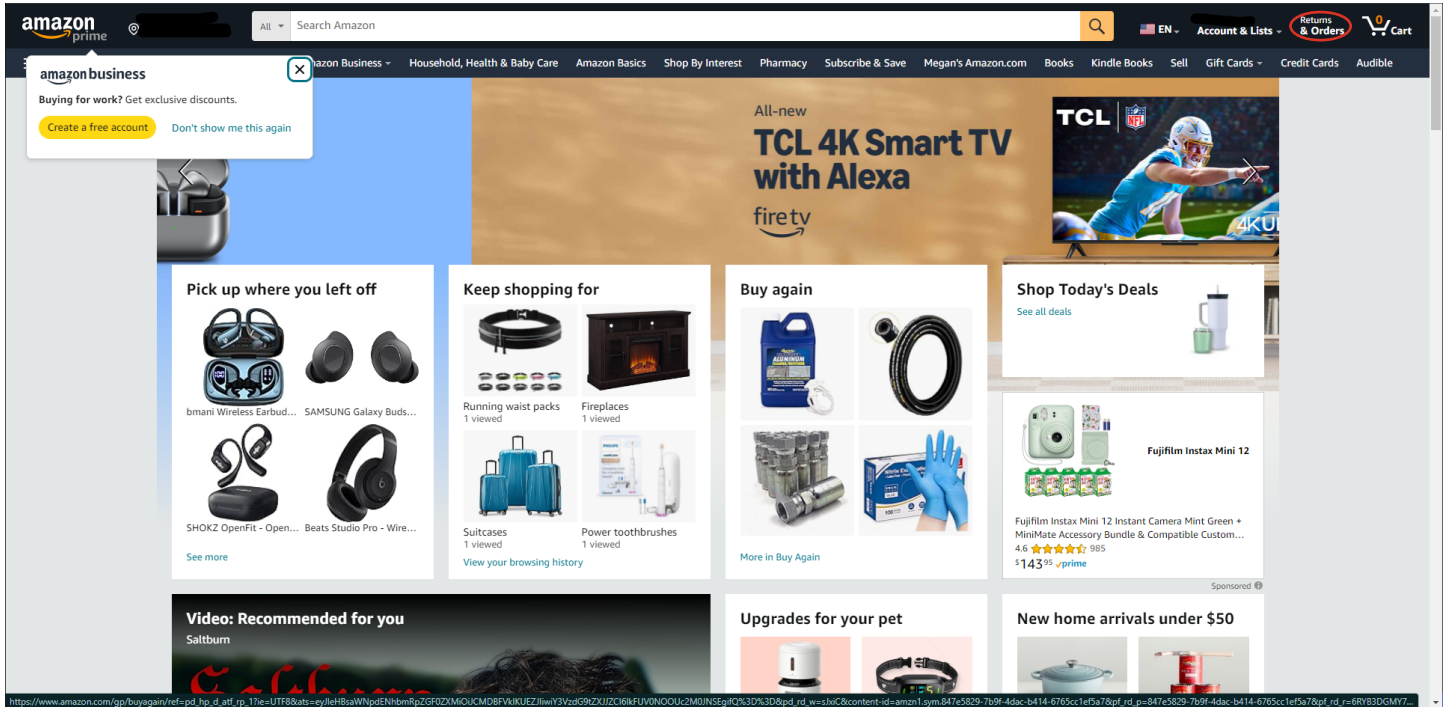 amazon
prime
All
Search Amazon
EN
Account & Lists
Returns
& Orders
0
Cart
amazon business
Buying for work? Get exclusive discounts.
Create a free account
Don't show me this again
Amazon Business
Household, Health & Baby Care
Amazon Basics
Shop By Interest
Pharmacy
Subscribe & Save
Megan's Amazon.com
Books
Kindle Books
Sell
Gift Cards
Credit Cards
Audible
All-new
TCL 4K Smart TV
with Alexa
fire tv
TCL
NFL
Pick up where you left off
bmani Wireless Earbud...
SAMSUNG Galaxy Buds...
SHOKZ OpenFit - Open...
Beats Studio Pro - Wire...
See more
Keep shopping for
Running waist packs
1 viewed
Fireplaces
1 viewed
PHILIPS
Suitcases
1 viewed
Power toothbrushes
1 viewed
View your browsing history
Buy again
ALUMINUM
100
More in Buy Again
Shop Today's Deals
See all deals
Fujifilm Instax Mini 12
Fujifilm Instax Mini 12 Instant Camera Mint Green +
MiniMate Accessory Bundle & Compatible Custom...
4.6
985
$143 95
prime
Sponsored
Video: Recommended for you
Saltburn
Saltburn
Upgrades for your pet
New home arrivals under $50